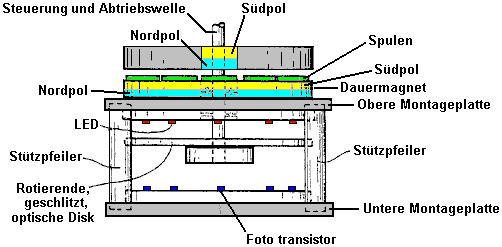 Steuerung und Abtriebswelle
Südpol
Nordpol
Spulen
Südpol
Dauermagnet
Nordpol
Obere Montageplatte
LED
Stützpfeiler
Stützpfeiler
Rotierende,
geschlitzt,
optische Disk
Untere Montageplatte
Foto transistor